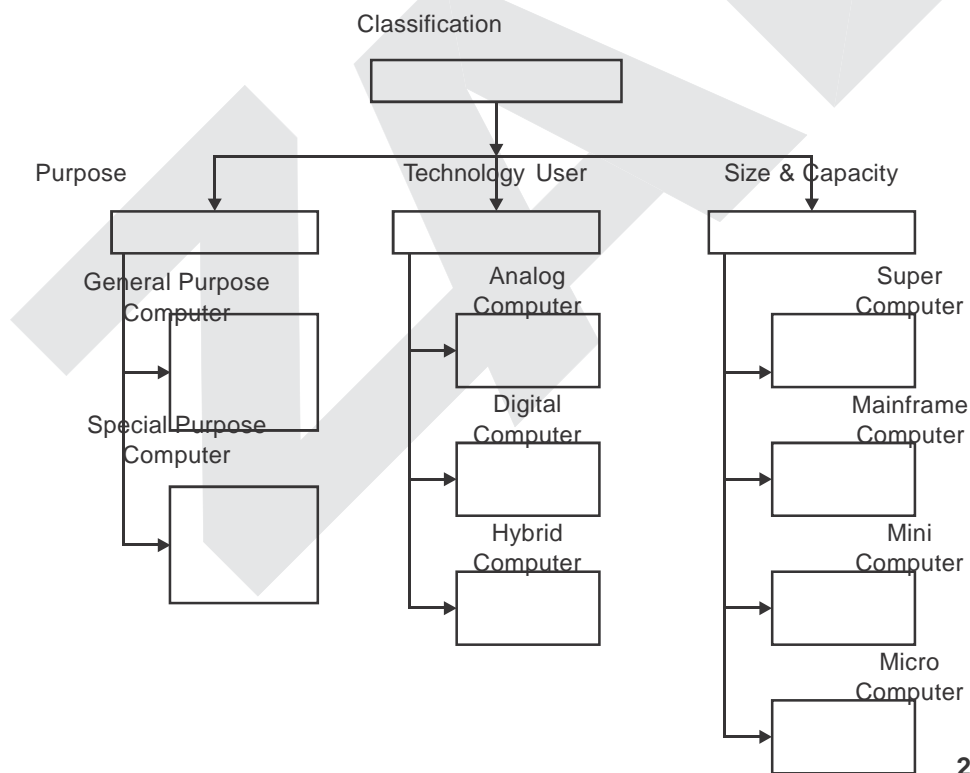 Classification
Purpose
Technology User
Size & Capacity
General Purpose
Computer
Special Purpose
Computer
Analog
Computer
Digital
Computer
Hybrid
Computer
Super
Computer
Mainframe
Computer
Mini
Computer
Micro
Computer
2